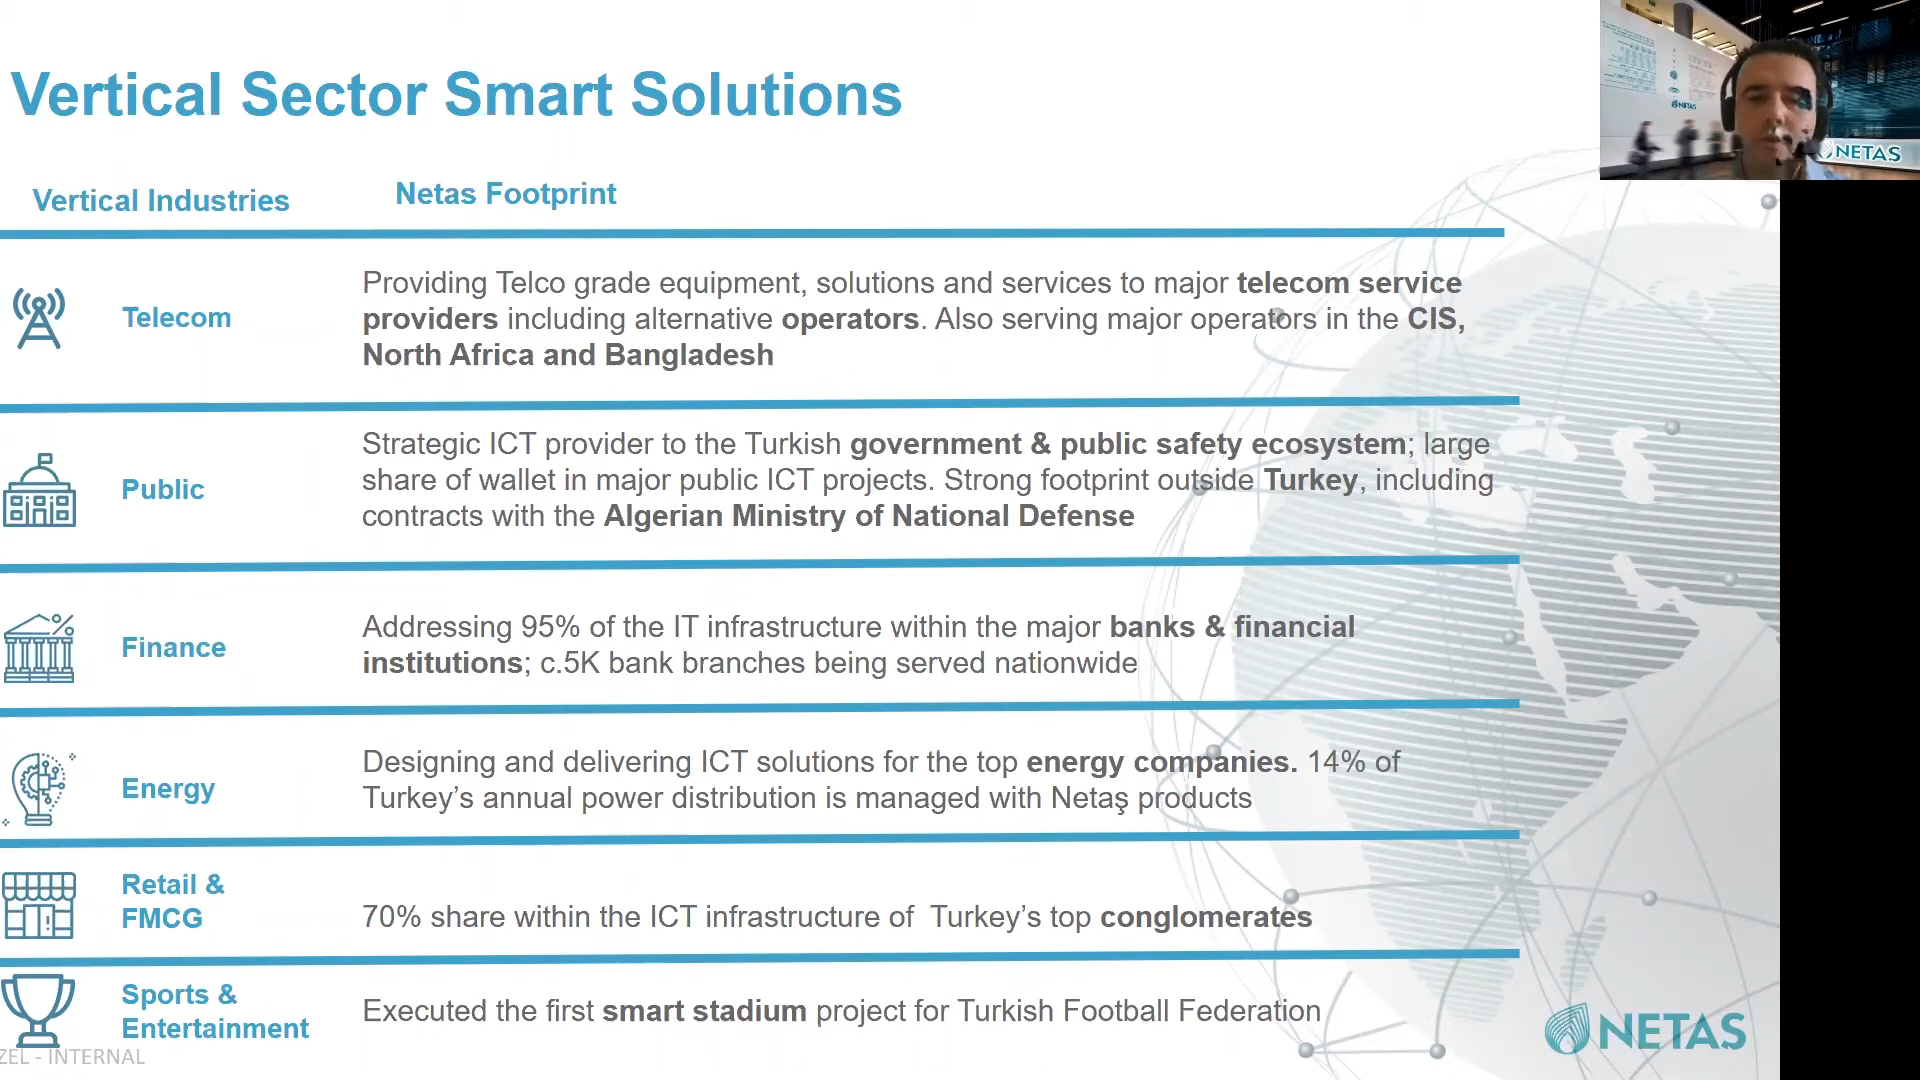 Vertical Sector Smart Solutions
NETAS
NETAS
Vertical Industries
Netas Footprint
Telecom
Providing Telco grade equipment, solutions and services to major telecom service
providers including alternative operators. Also serving major operators in the CIS,
North Africa and Bangladesh
Public
Strategic ICT provider to the Turkish government & public safety ecosystem; large
share of wallet in major public ICT projects. Strong footprint outside Turkey, including
contracts with the Algerian Ministry of National Defense
Finance
Addressing 95% of the IT infrastructure within the major banks & financial
institutions; c.5K bank branches being served nationwide
Energy
Designing and delivering ICT solutions for the top energy companies. 14% of
Turkey’s annual power distribution is managed with Netaş products
Retail &
FMCG
70% share within the ICT infrastructure of Turkey’s top conglomerates
Sports &
Entertainment
Executed the first smart stadium project for Turkish Football Federation
ZEL - INTERNAL
NETAS